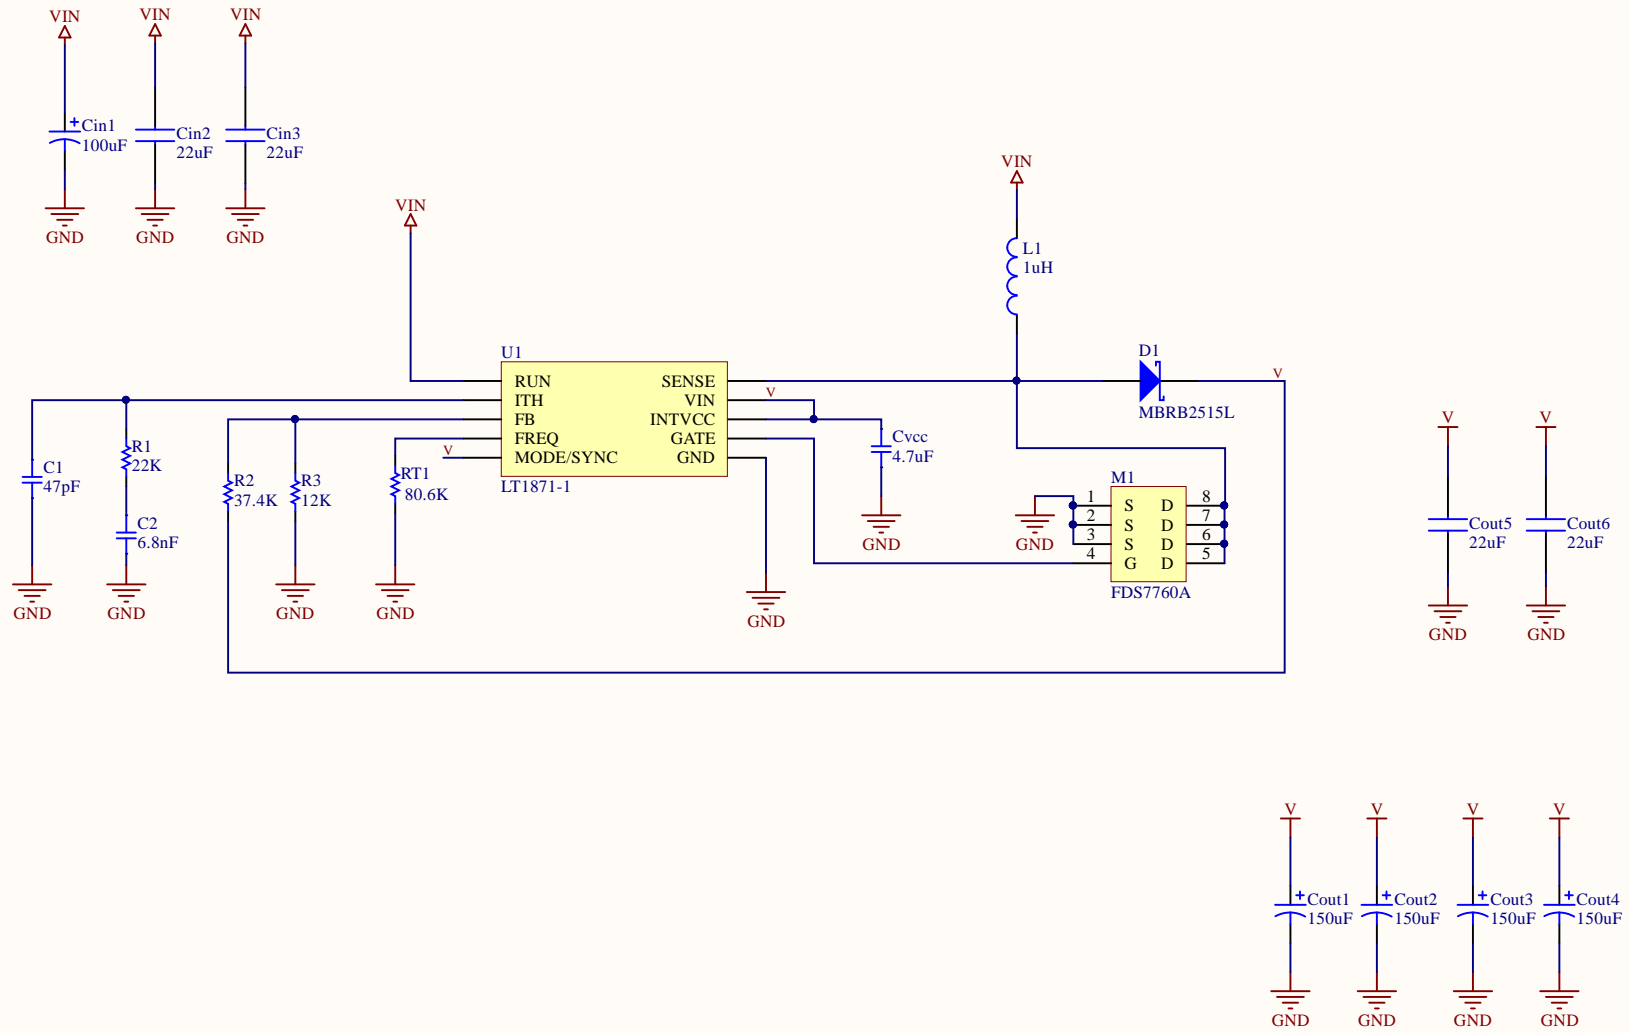 VIN
VIN
VIN
Cin1
100uF
Cin2
22uF
Cin3
22uF
GND
GND
GND
VIN
VIN
L1
1uH
U1
RUN
ITH
FB
FREQ
MODE/SYNC
SENSE
VIN
INTVCC
GATE
GND
LT1871-1
V
V
V
D1
MBRB2515L
C1
47pF
R1
22K
C2
6.8nF
R2
37.4K
R3
12K
RT1
80.6K
Cvcc
4.7uF
GND
GND
GND
GND
GND
GND
GND
M1
1 S D 8
2 S D 7
3 S D 6
4 G D 5
FDS7760A
V
V
Cout5
22uF
Cout6
22uF
GND
GND
V
V
V
V
Cout1
150uF
Cout2
150uF
Cout3
150uF
Cout4
150uF
GND
GND
GND
GND